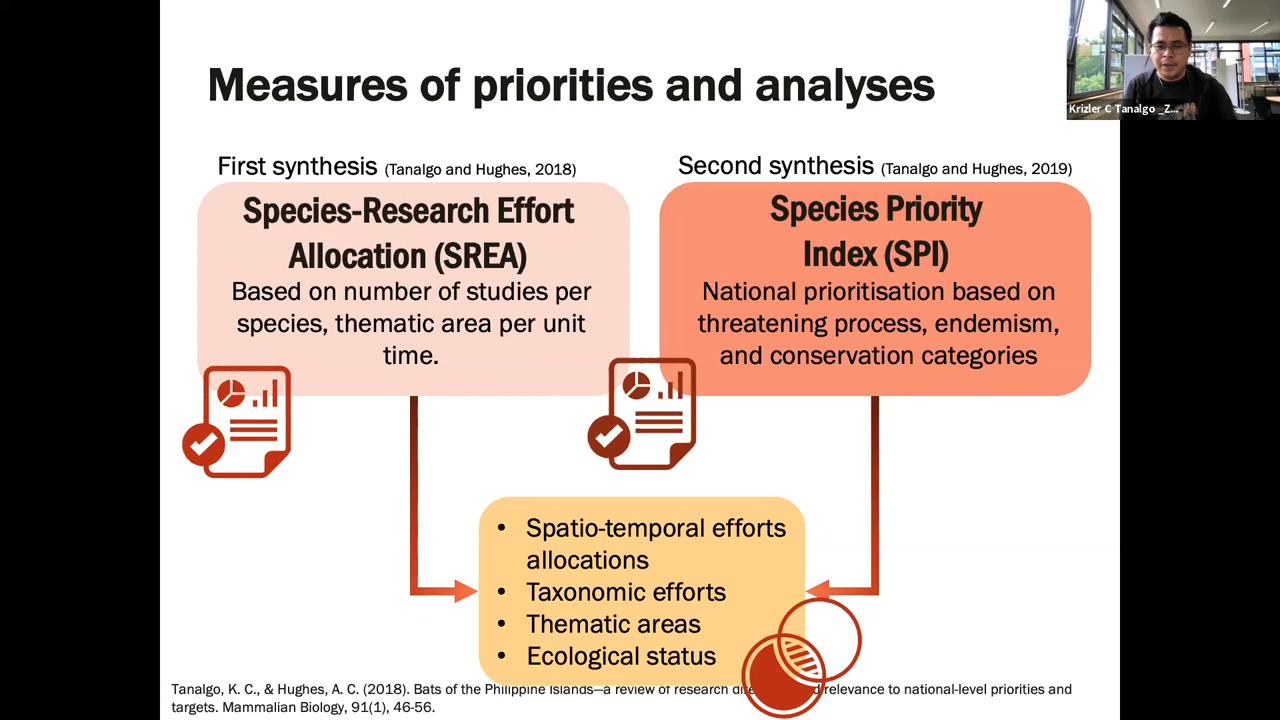 Measures of priorities and analyses
Krizler C Tanalgo _Z...
First synthesis (Tanalgo and Hughes, 2018)
Species-Research Effort
Allocation (SREA)
Based on number of studies per
species, thematic area per unit
time.
Second synthesis (Tanalgo and Hughes, 2019)
Species Priority
Index (SPI)
National prioritisation based on
threatening process, endemism,
and conservation categories
• Spatio-temporal efforts
allocations
• Taxonomic efforts
• Thematic areas
• Ecological status
Tanalgo, K. C., & Hughes, A. C. (2018). Bats of the Philippine Islands—a review of research relevance to national-level priorities and
targets. Mammalian Biology, 91(1), 46-56.